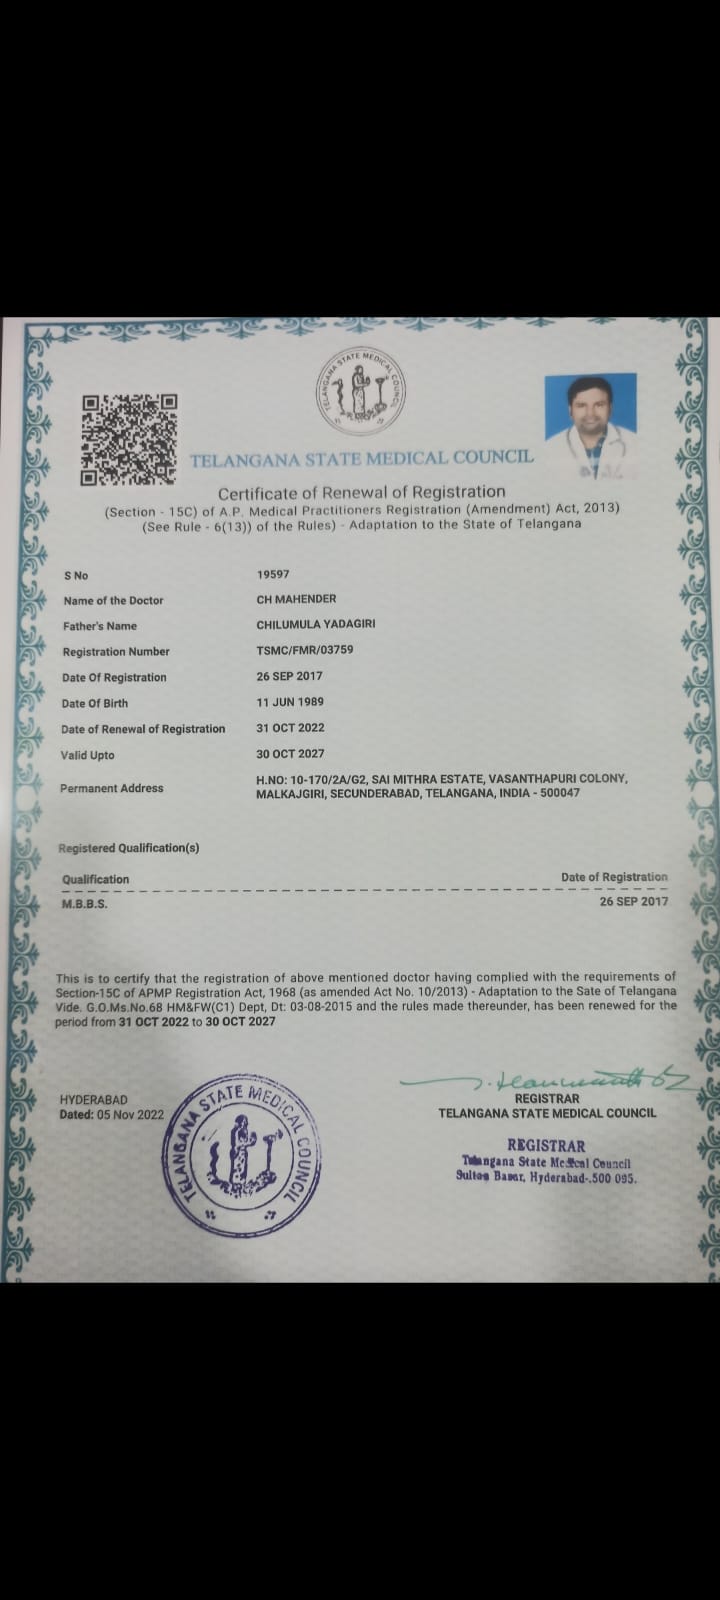 TELANGANA STATE MEDICAL COUNCIL
TELANGANA STATE MEDICAL COUNCIL
Certificate of Renewal of Registration
(Section - 15C) of A.P. Medical Practitioners Registration (Amendment) Act, 2013)
(See Rule - 6(13)) of the Rules) - Adaptation to the State of Telangana
S No 19597
Name of the Doctor CH MAHENDER
Father's Name CHILUMULA YADAGIRI
Registration Number TSMC/FMR/03759
Date Of Registration 26 SEP 2017
Date Of Birth 11 JUN 1989
Date of Renewal of Registration 31 OCT 2022
Valid Upto 30 OCT 2027
Permanent Address H.NO: 10-170/2A/G2, SAI MITHRA ESTATE, VASANTHAPURI COLONY,
MALKAJGIRI, SECUNDERABAD, TELANGANA, INDIA - 500047
Registered Qualification(s)
Qualification Date of Registration
M.B.B.S. 26 SEP 2017
This is to certify that the registration of above mentioned doctor having complied with the requirements of
Section-15C of APMP Registration Act, 1968 (as amended Act No. 10/2013) - Adaptation to the Sate of Telangana
Vide. G.O.Ms.No.68 HM&FW(C1) Dept, Dt: 03-08-2015 and the rules made thereunder, has been renewed for the
period from 31 OCT 2022 to 30 OCT 2027
HYDERABAD
Dated: 05 Nov 2022
TELANGANA STATE MEDICAL COUNCIL
REGISTRAR
TELANGANA STATE MEDICAL COUNCIL
REGISTRAR
Telangana State Medical Council
Sultan Bazar, Hyderabad-.500 095.